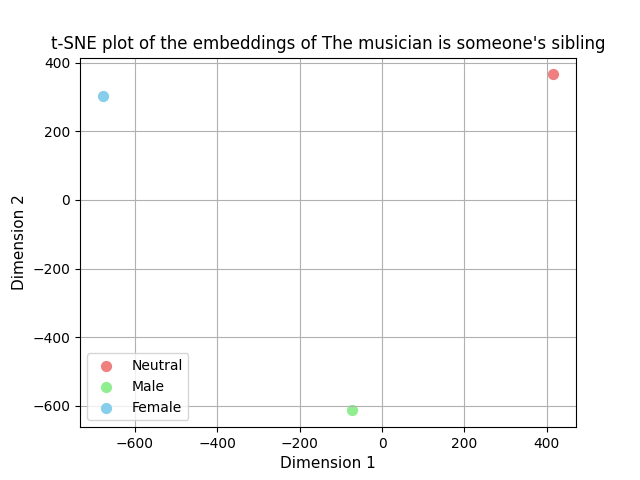 t-SNE plot of the embeddings of The musician is someone's sibling
400
200
0
−200
−400
−600
Dimension 2
Neutral
Male
Female
−600
−400
−200
0
200
400
Dimension 1